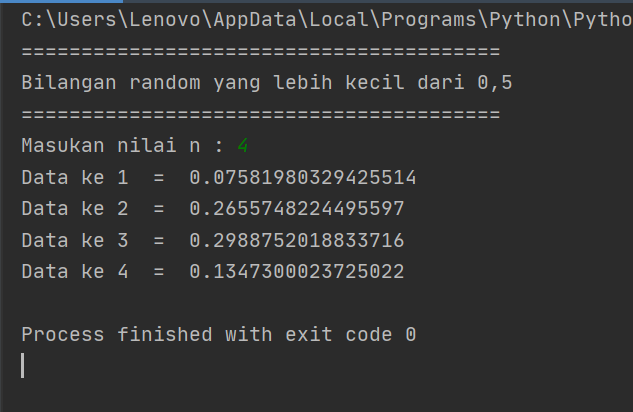 C:\Users\Lenovo\AppData\Local\Programs\Python\Pytho
========================================
Bilangan random yang lebih kecil dari 0,5
========================================
Masukan nilai n : 4
Data ke 1  =  0.07581980329425514
Data ke 2  =  0.2655748224495597
Data ke 3  =  0.2988752018833716
Data ke 4  =  0.1347300023725022
Process finished with exit code 0